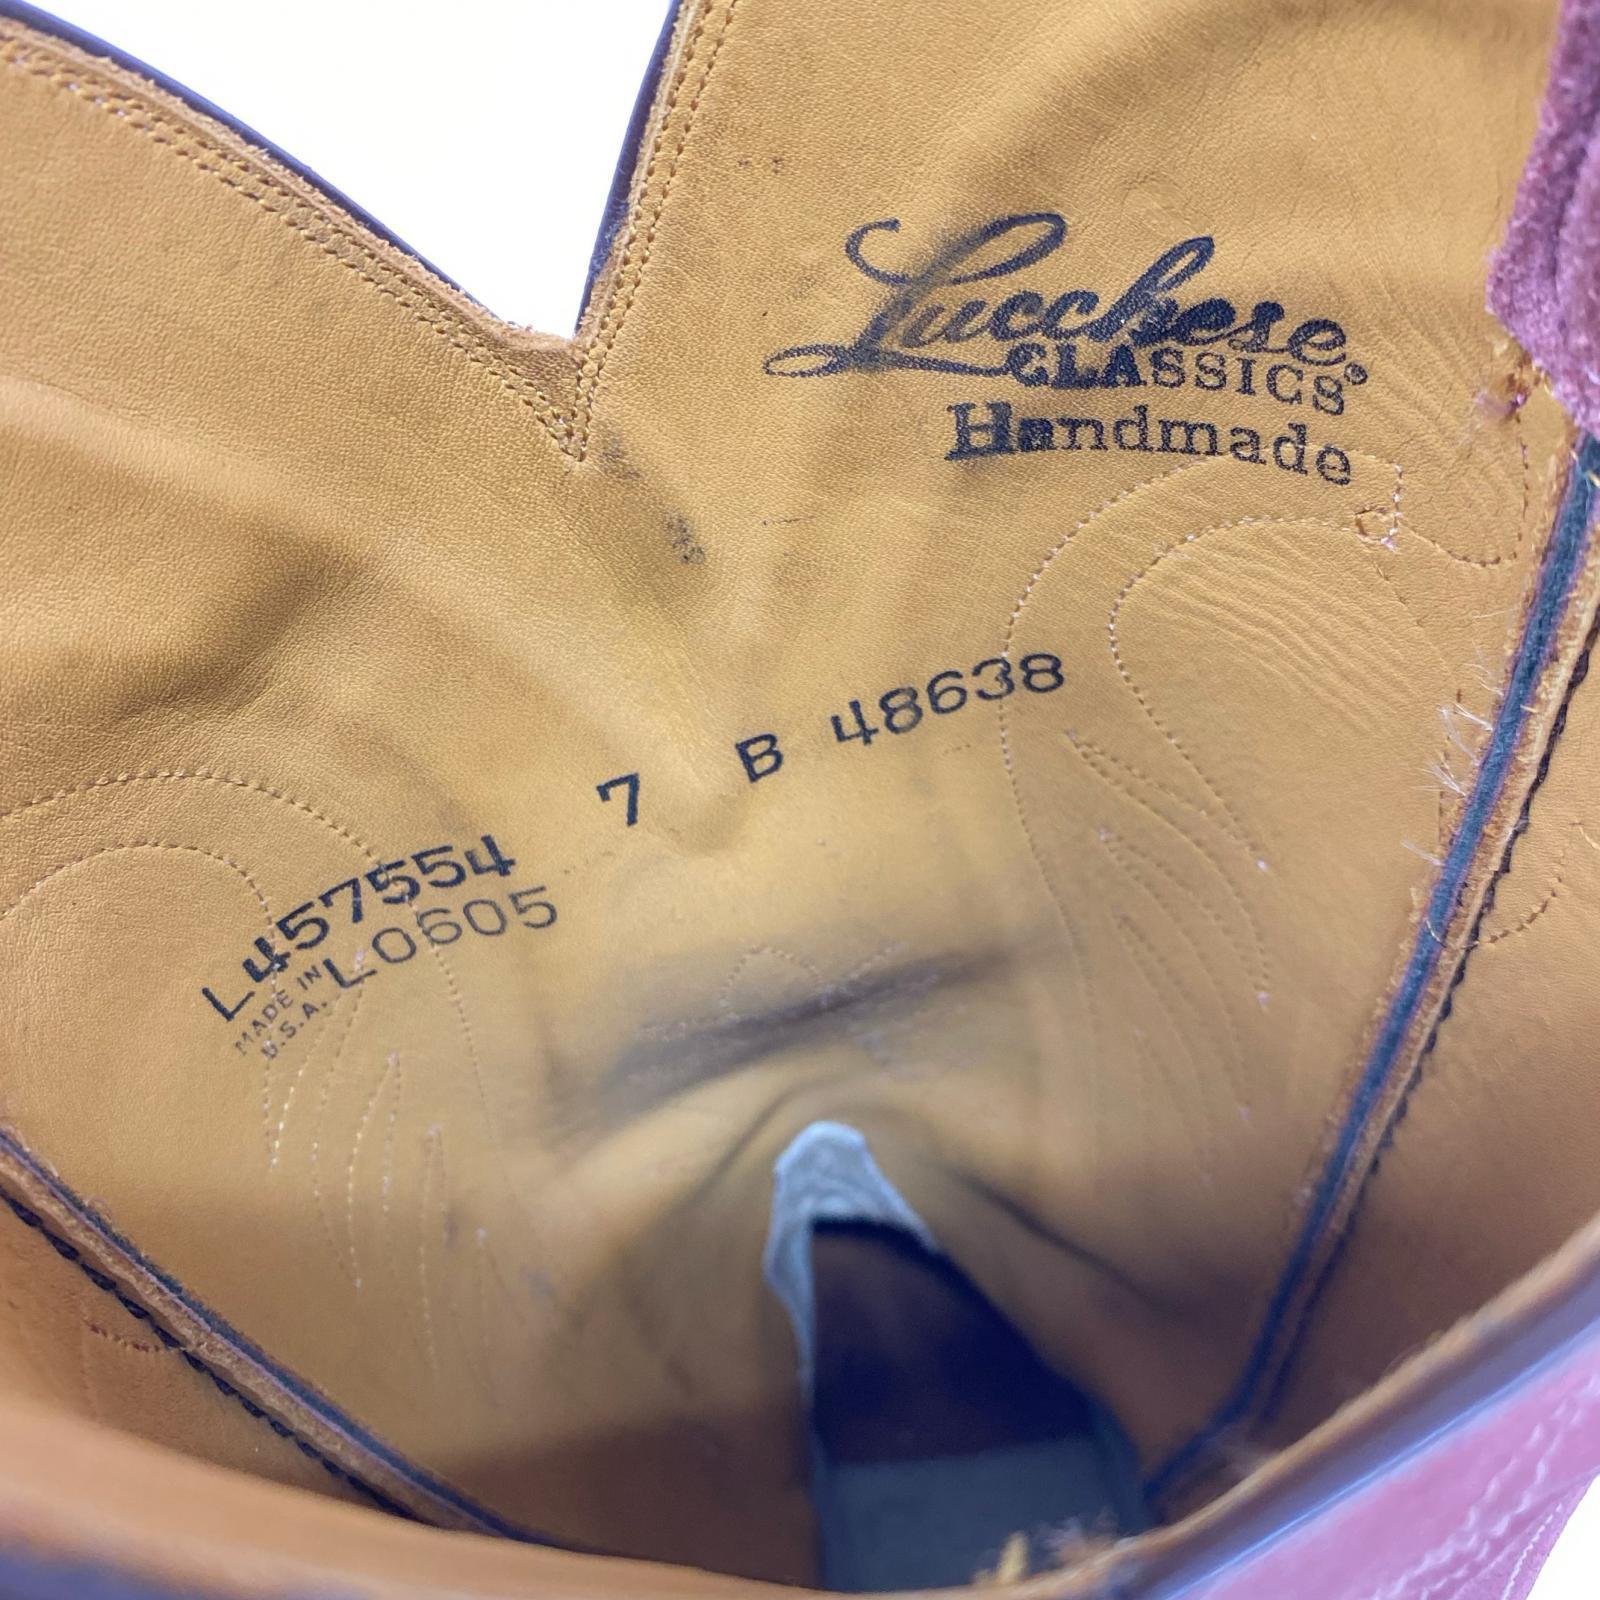 Lucchese
CLASSICS®
Handmade
L457554 7 B 48638
MADE IN L0605
U.S.A.